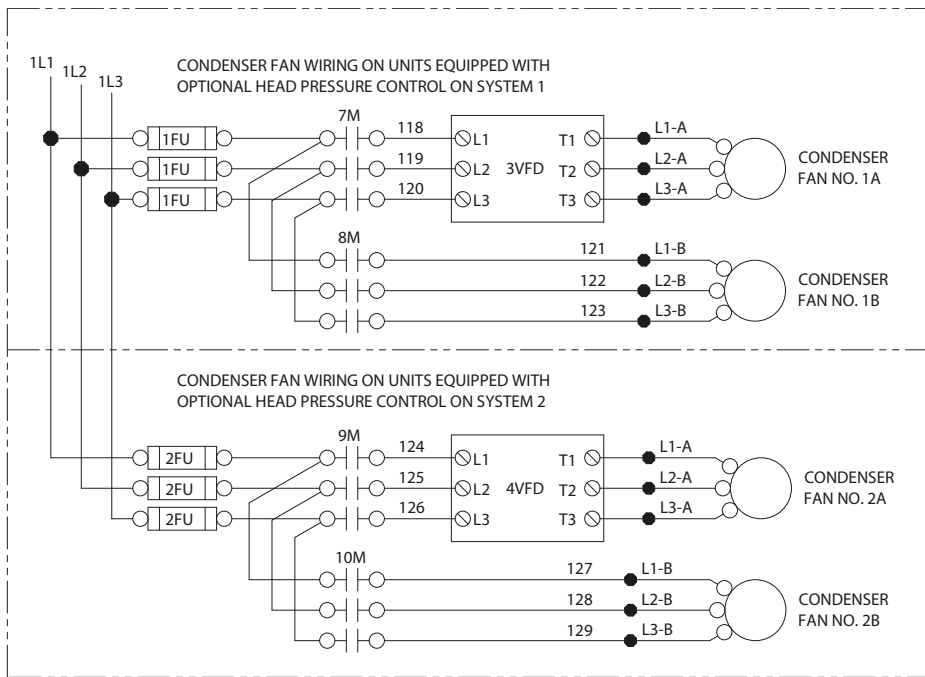 1L1
1L2
1L3
CONDENSER FAN WIRING ON UNITS EQUIPPED WITH
OPTIONAL HEAD PRESSURE CONTROL ON SYSTEM 1
7M
1FU 118 L1 T1 L1-A
1FU 119 L2 3VFD T2 L2-A
1FU 120 L3 T3 L3-A
CONDENSER
FAN NO. 1A
8M
121 L1-B
122 L2-B
123 L3-B
CONDENSER
FAN NO. 1B
CONDENSER FAN WIRING ON UNITS EQUIPPED WITH
OPTIONAL HEAD PRESSURE CONTROL ON SYSTEM 2
9M
2FU 124 L1 T1 L1-A
2FU 125 L2 4VFD T2 L2-A
2FU 126 L3 T3 L3-A
CONDENSER
FAN NO. 2A
10M
127 L1-B
128 L2-B
129 L3-B
CONDENSER
FAN NO. 2B